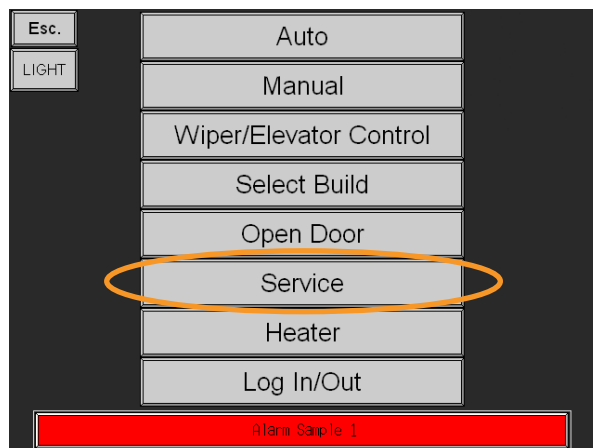 Esc.
LIGHT
Auto
Manual
Wiper/Elevator Control
Select Build
Open Door
Service
Heater
Log In/Out
Alarm Sample 1